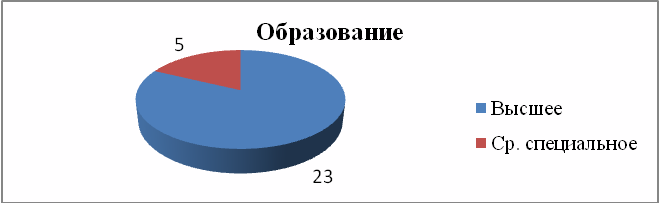 Образование
5
23
Высшее
Ср. специальное